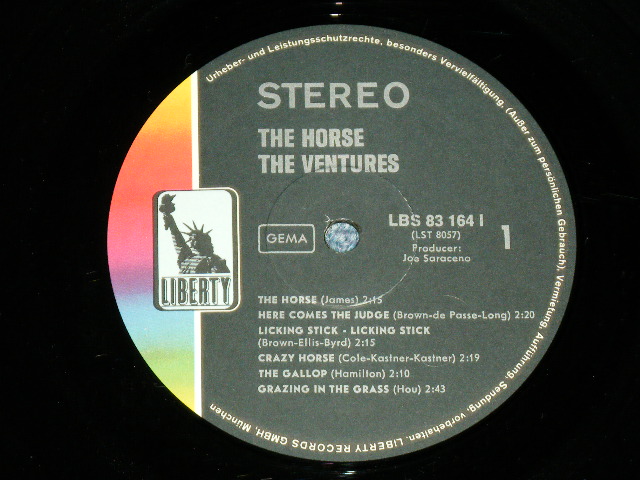 Urheber- und Leistungsschutzrechte, besonders Vervielfältigung, (Außer zum persönlichen Gebrauch), Vermietung, Aufführung, Sendung, vorbehalten. LIBERTY RECORDS GMBH, München
STEREO
THE HORSE
THE VENTURES
LIBERTY
GEMA
LBS 83 164 I
(LST 8057)
Producer:
Joe Saraceno
1
THE HORSE (James) 2:15
HERE COMES THE JUDGE (Brown-de Passe-Long) 2:20
LICKING STICK - LICKING STICK
(Brown-Ellis-Byrd) 2:15
CRAZY HORSE (Cole-Kastner-Kastner) 2:19
THE GALLOP (Hamilton) 2:10
GRAZING IN THE GRASS (Hou) 2:43